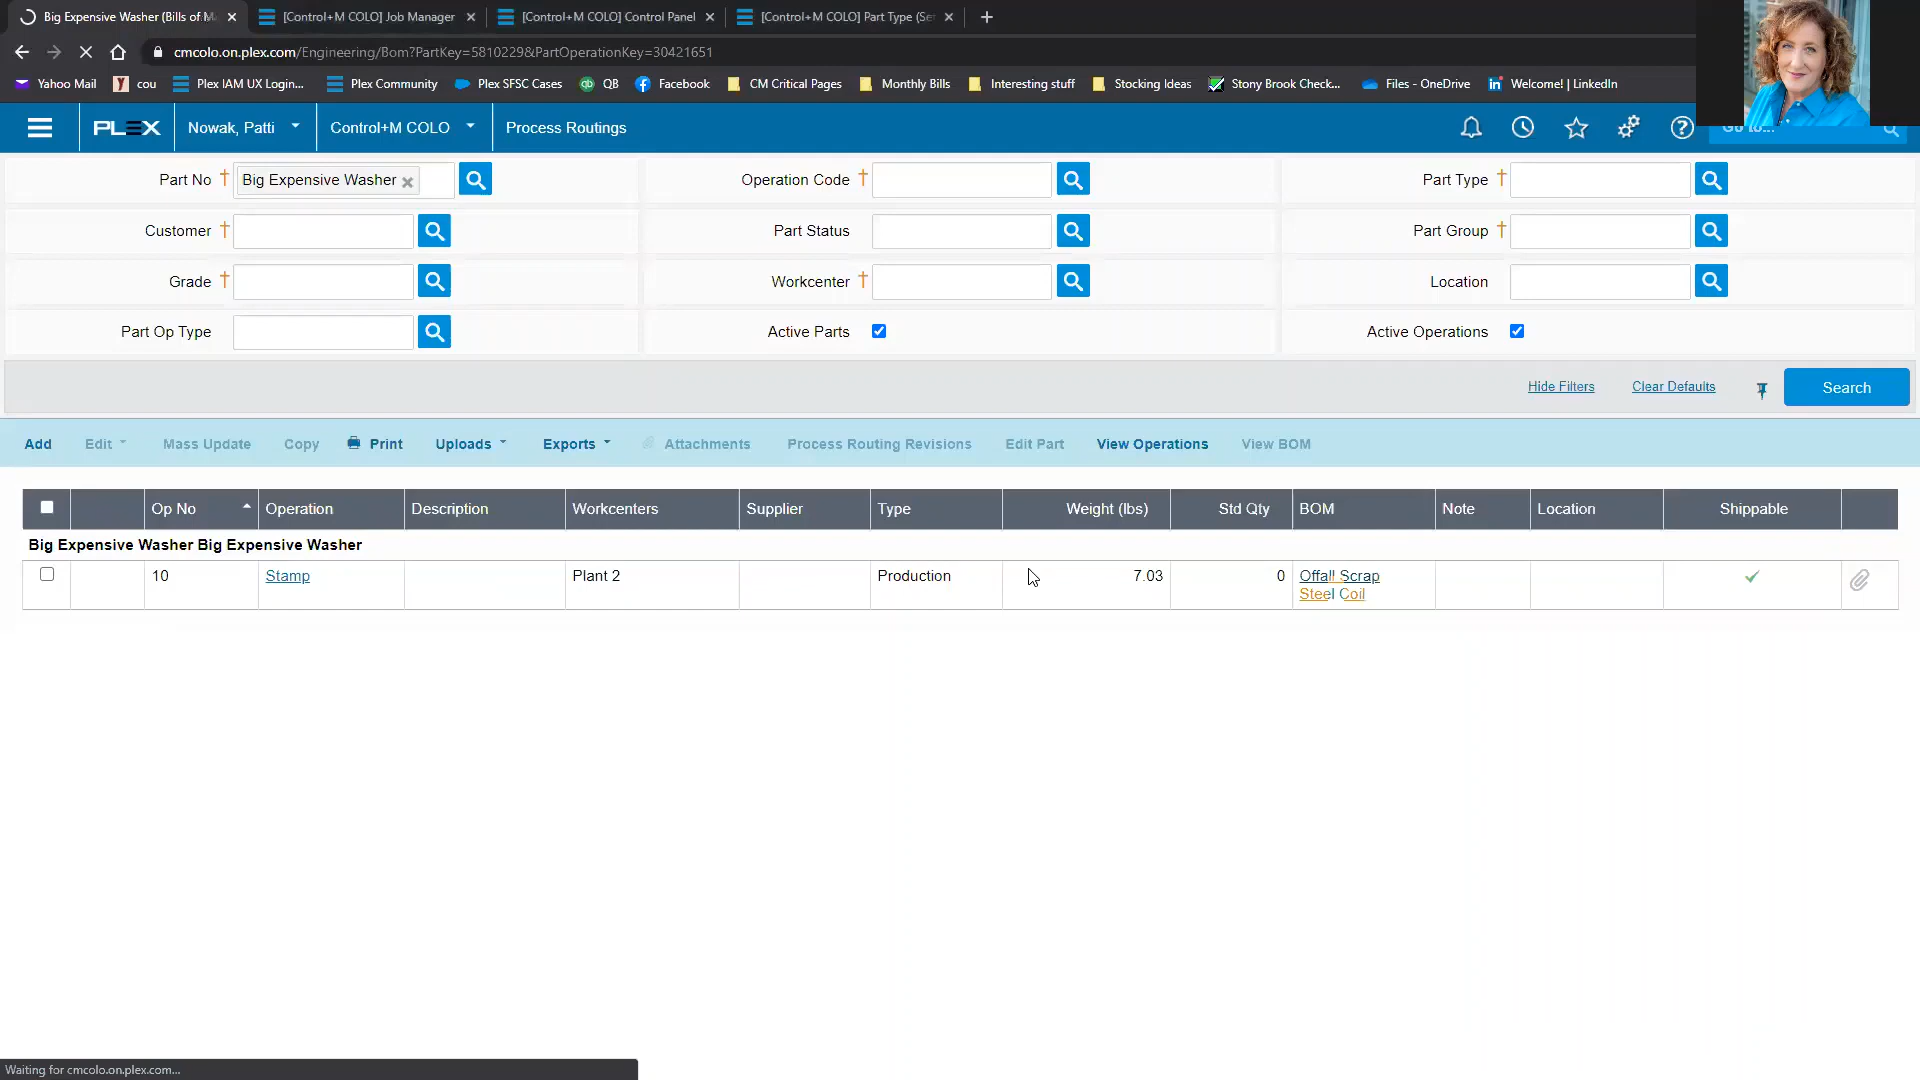 Big Expensive Washer (Bills of M
[Control+M COLO] Job Manager
[Control+M COLO] Control Panel
[Control+M COLO] Part Type (Se
cmcolo.on.plex.com/Engineering/Bom?PartKey=5810229&PartOperationKey=30421651
Yahoo Mail
cou
Plex IAM UX Login...
Plex Community
Plex SFSC Cases
QB
Facebook
CM Critical Pages
Monthly Bills
Interesting stuff
Stocking Ideas
Stony Brook Check...
Files - OneDrive
Welcome! | LinkedIn
PLEX
Nowak, Patti
Control+M COLO
Process Routings
Go to...
Part No † Big Expensive Washer
Operation Code †
Part Type †
Customer †
Part Status
Part Group †
Grade †
Workcenter †
Location
Part Op Type
Active Parts
Active Operations
Hide Filters
Clear Defaults
Search
Add
Edit
Mass Update
Copy
Print
Uploads
Exports
Attachments
Process Routing Revisions
Edit Part
View Operations
View BOM
Op No Operation Description Workcenters Supplier Type Weight (lbs) Std Qty BOM Note Location Shippable
Big Expensive Washer Big Expensive Washer
10 Stamp Plant 2 Production 7.03 0 Offall Scrap
Steel Coil
Waiting for cmcolo.on.plex.com...